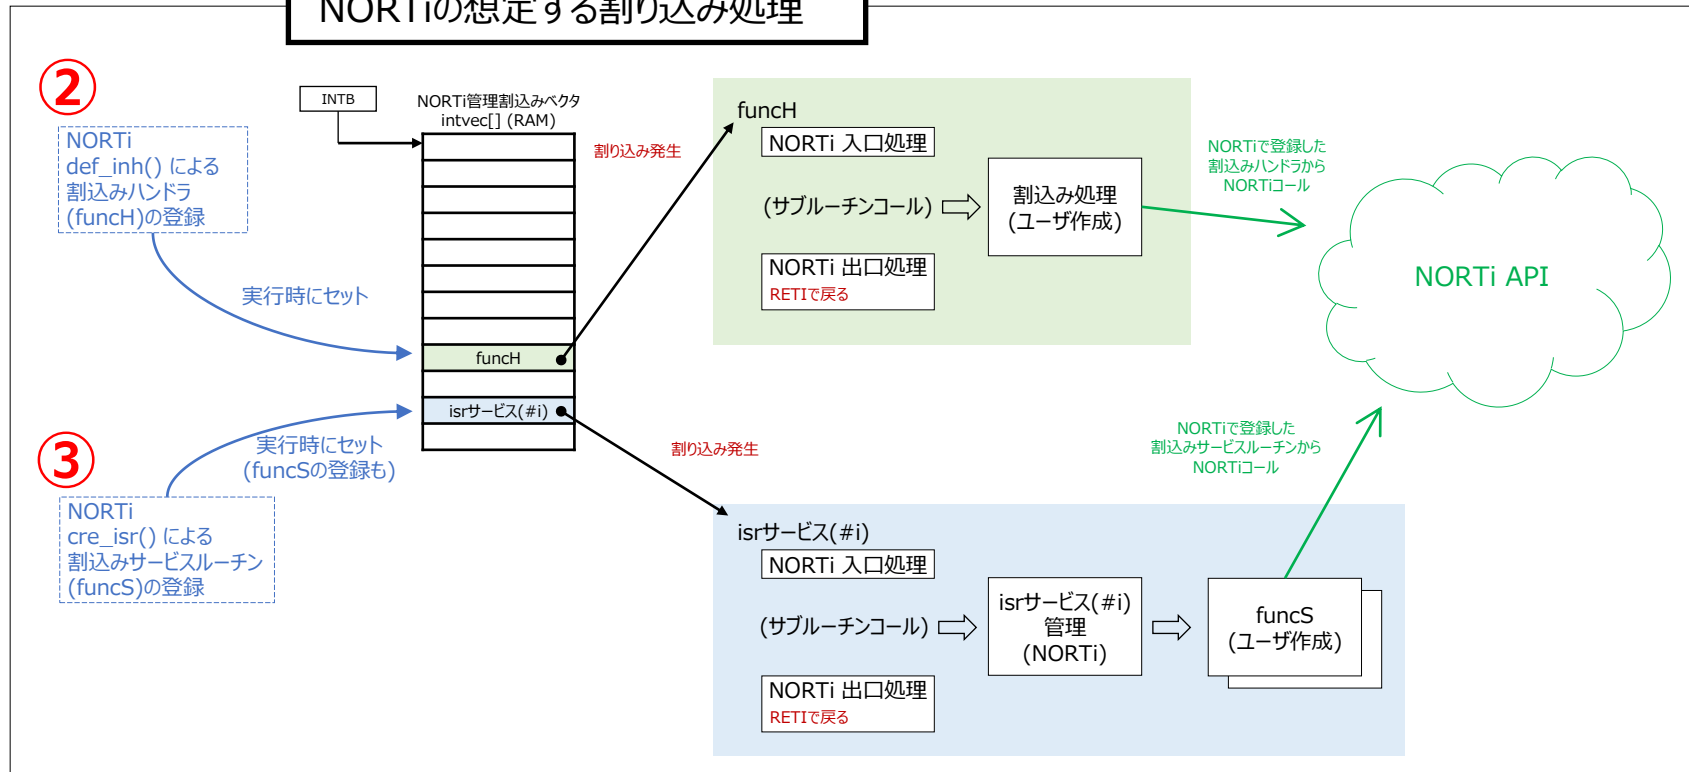 NORTiの想定する割り込み処理
②
NORTi
def_inh() による
割込みハンドラ
(funcH)の登録
実行時にセット
INTB
NORTi管理割込みベクタ
intvec[] (RAM)
funcH
isrサービス(#i)
③
実行時にセット
(funcSの登録も)
NORTi
cre_isr() による
割込みサービスルーチン
(funcS)の登録
割り込み発生
funcH
NORTi 入口処理
(サブルーチンコール)
割込み処理
(ユーザ作成)
NORTi 出口処理
RETIで戻る
NORTiで登録した
割込みハンドラから
NORTiコール
NORTi API
割り込み発生
isrサービス(#i)
NORTi 入口処理
(サブルーチンコール)
isrサービス(#i)
管理
(NORTi)
funcS
(ユーザ作成)
NORTi 出口処理
RETIで戻る
NORTiで登録した
割込みサービスルーチンから
NORTiコール